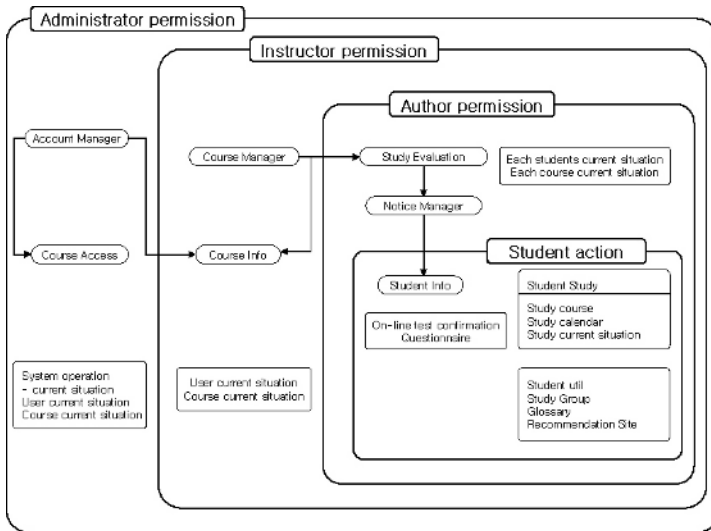 Administrator permission
Instructor permission
Author permission
Account Manager
Course Manager
Study Evaluation
Each students current situation
Each course current situation
Notice Manager
Course Access
Course Info
Student action
Student Info
Student Study
Study course
Study calendar
Study current situation
On-line test confirmation
Questionnaire
System operation
- current situation
User current situation
Course current situation
User current situation
Course current situation
Student util
Study Group
Glossary
Recommendation Site